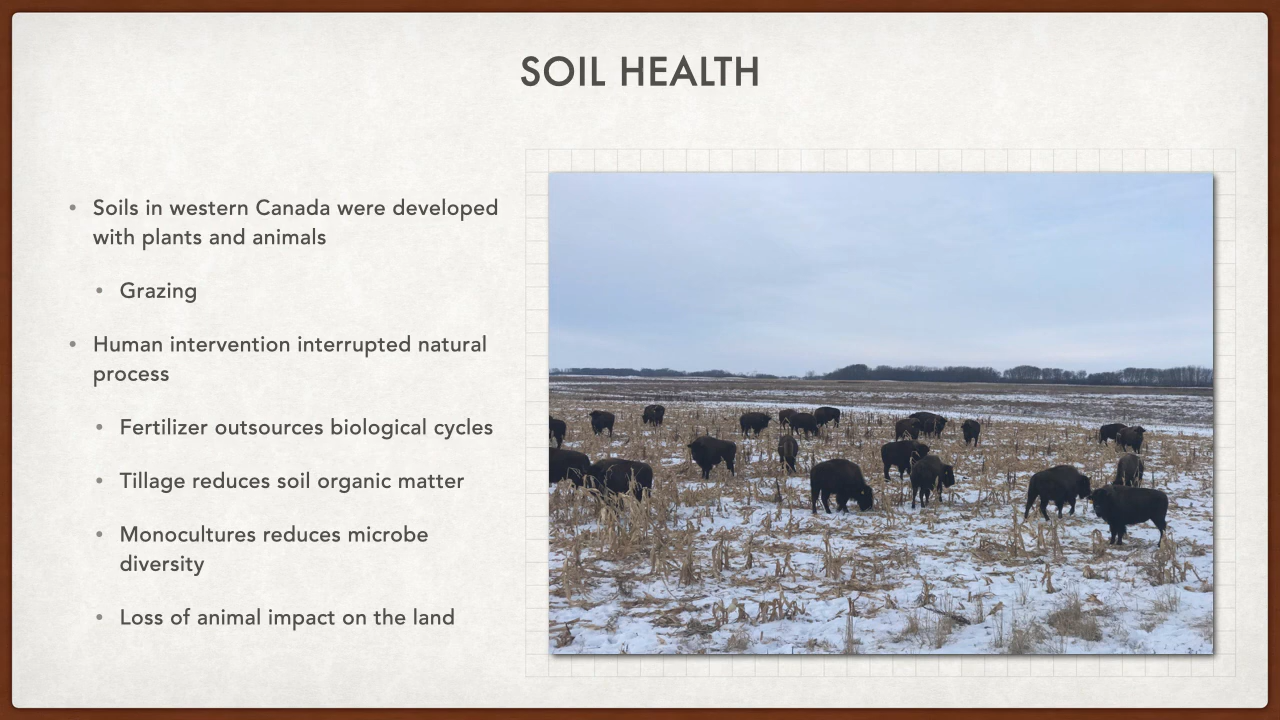 SOIL HEALTH
• Soils in western Canada were developed
with plants and animals
• Grazing
• Human intervention interrupted natural
process
• Fertilizer outsources biological cycles
• Tillage reduces soil organic matter
• Monocultures reduces microbe
diversity
• Loss of animal impact on the land